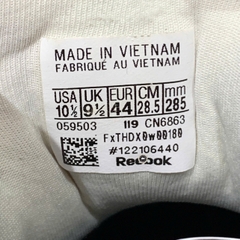 MADE IN VIETNAM
FABRIQUÉ AU VIETNAM
USA UK EUR CM mm
10½ 9½ 44 28.5 285
059503 119 CN6863
FxTHDX0w00180
#122106440
Reebok